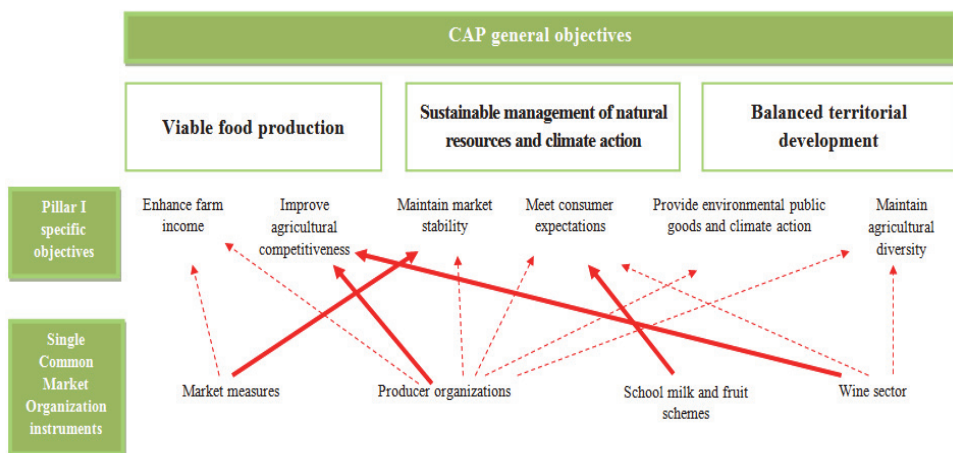 CAP general objectives
Viable food production
Sustainable management of natural
resources and climate action
Balanced territorial
development
Pillar I
specific
objectives
Enhance farm
income
Improve
agricultural
competitiveness
Maintain market
stability
Meet consumer
expectations
Provide environmental public
goods and climate action
Maintain
agricultural
diversity
Single
Common
Market
Organization
instruments
Market measures
Producer organizations
School milk and fruit
schemes
Wine sector